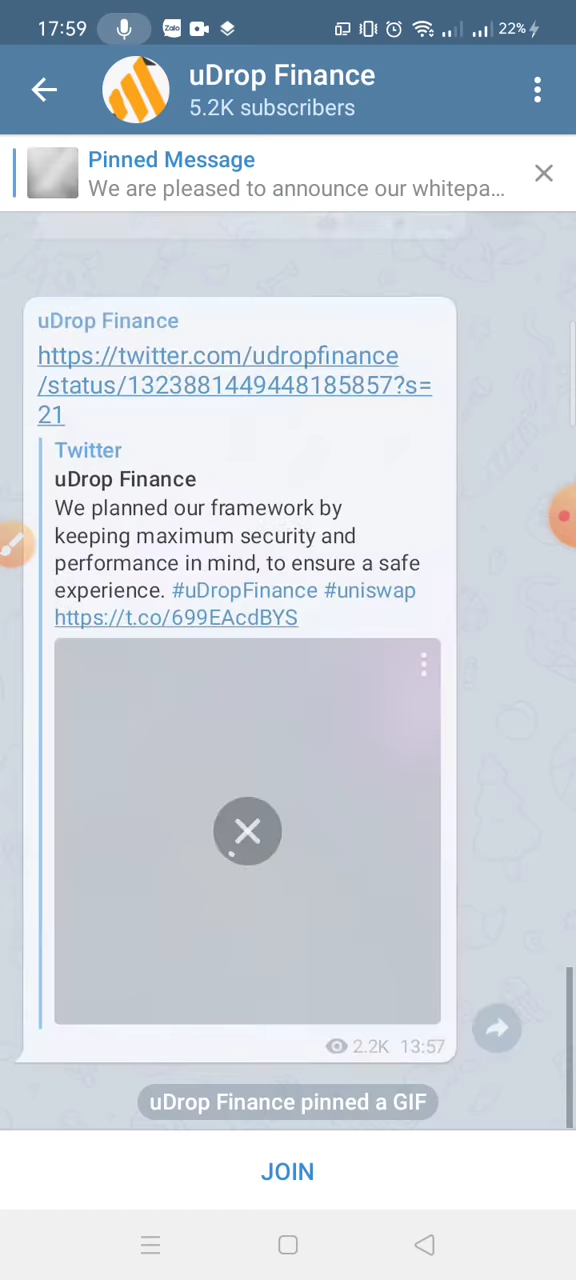 17:59
Zalo
22%
uDrop Finance
5.2K subscribers
Pinned Message
We are pleased to announce our whitepa...
uDrop Finance
https://twitter.com/udropfinance
/status/1323881449448185857?s=
21
Twitter
uDrop Finance
We planned our framework by
keeping maximum security and
performance in mind, to ensure a safe
experience. #uDropFinance #uniswap
https://t.co/699EAcdBYS
2.2K 13:57
uDrop Finance pinned a GIF
JOIN